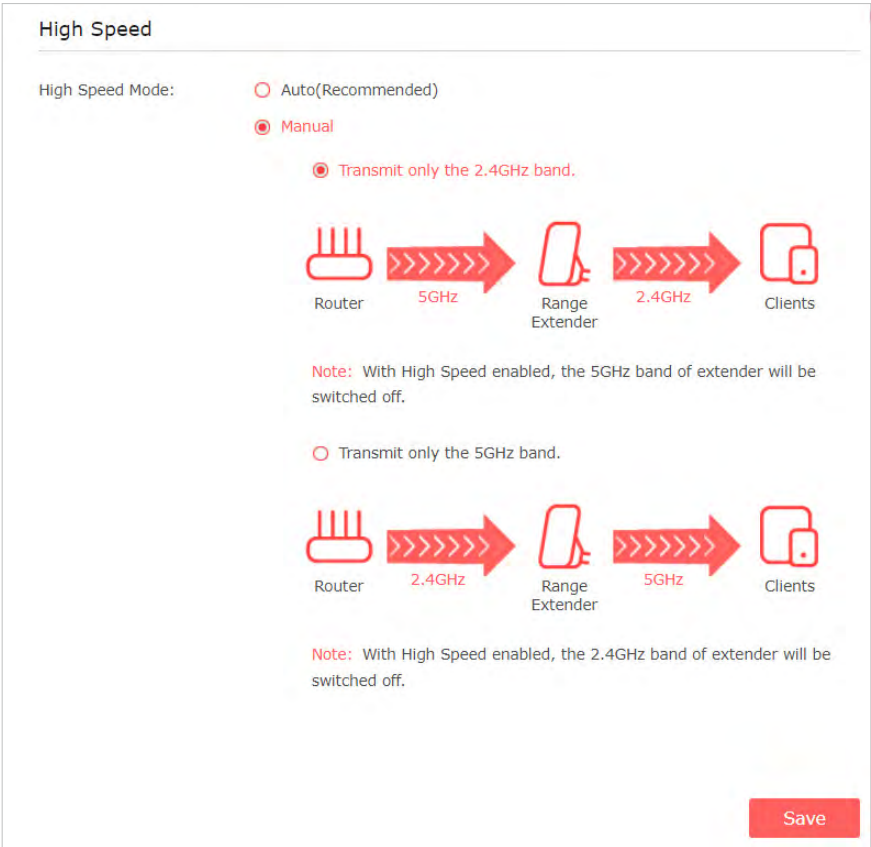 High Speed
High Speed Mode:
Auto(Recommended)
Manual
Transmit only the 2.4GHz band.
Router
5GHz
Range
Extender
2.4GHz
Clients
Note: With High Speed enabled, the 5GHz band of extender will be
switched off.
Transmit only the 5GHz band.
Router
2.4GHz
Range
Extender
5GHz
Clients
Note: With High Speed enabled, the 2.4GHz band of extender will be
switched off.
Save